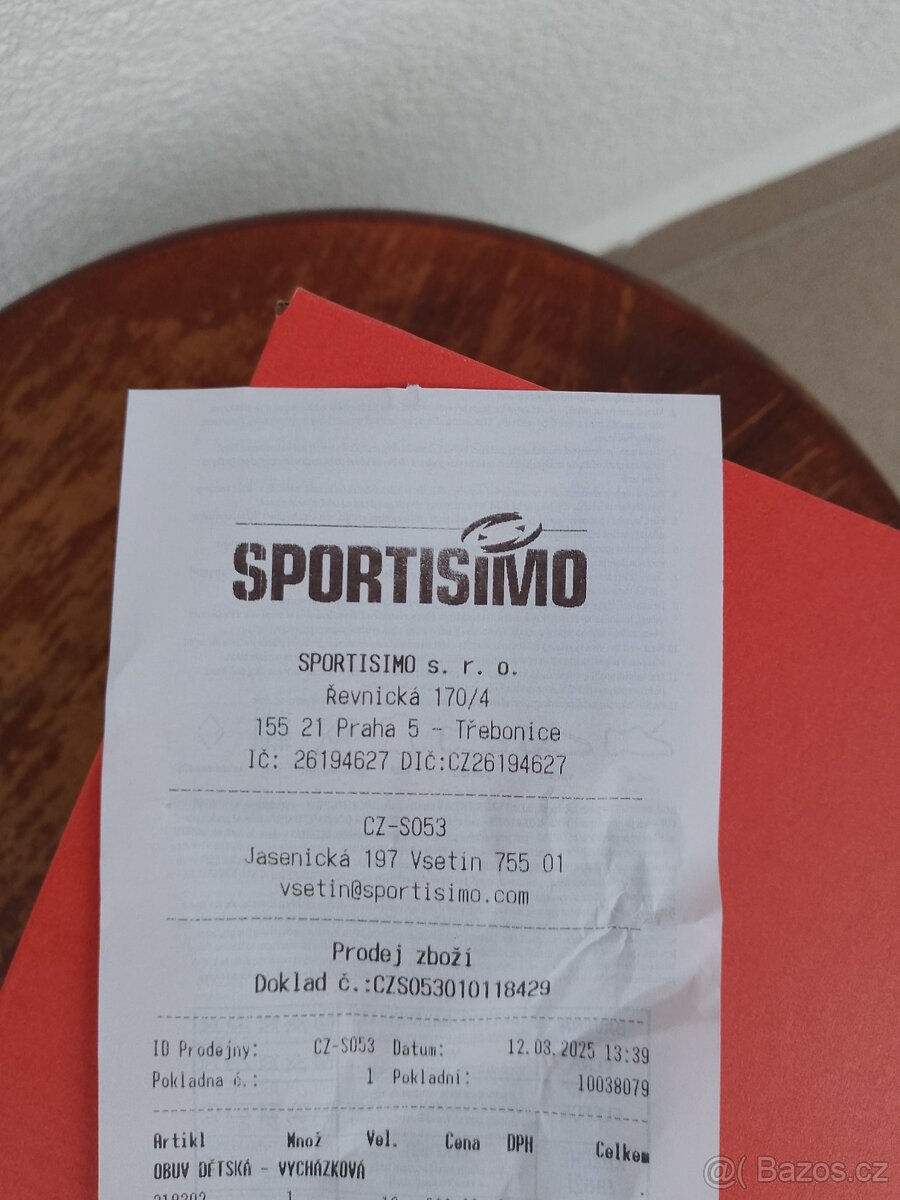 SPORTISIMO
SPORTISIMO s. r. o.
Řevnická 170/4
155 21 Praha 5 - Třebonice
IČ: 26194627 DIČ:CZ26194627
CZ-S053
Jasenická 197 Vsetín 755 01
vsetin@sportisimo.com
Prodej zboží
Doklad č.:CZS053010118429
ID Prodejny: CZ-S053 Datum: 12.03.2025 13:39
Pokladna č.: 1 Pokladní: 10038079
Artikl Množ Vel. Cena DPH Celkem
OBUV DĚTSKÁ - VYCHÁZKOVÁ
@( Bazos.cz